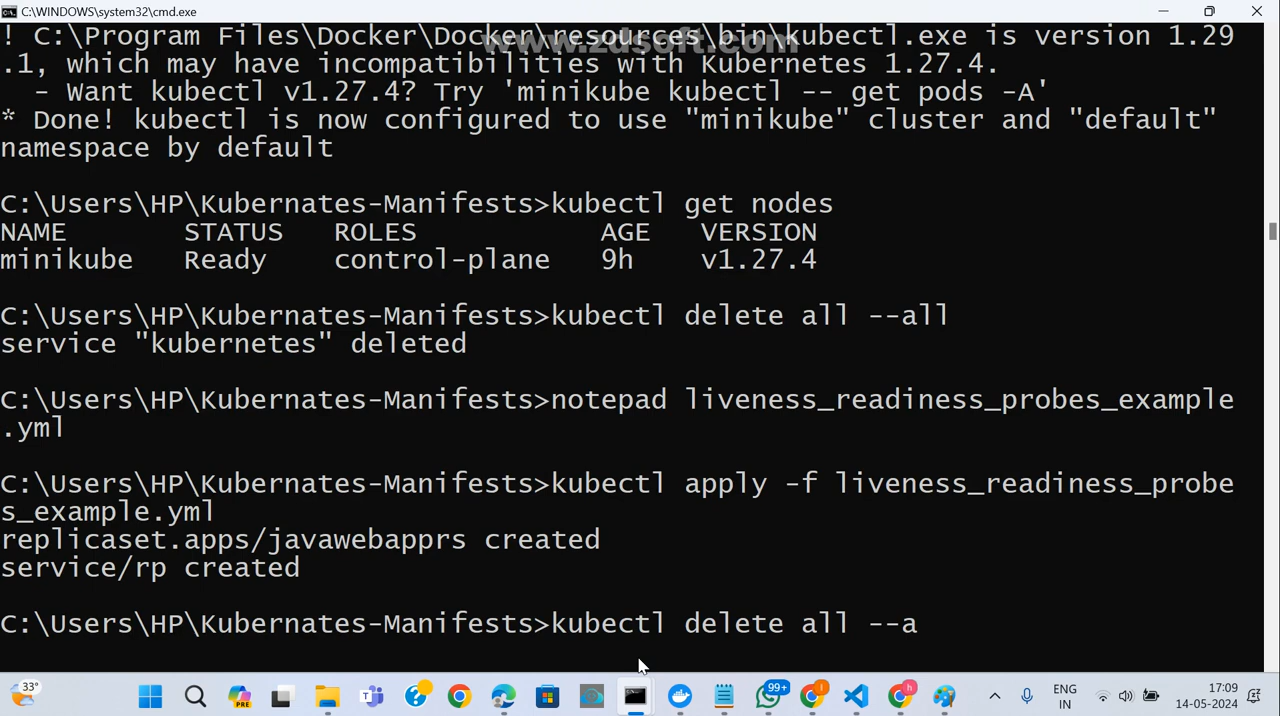 C:\WINDOWS\system32\cmd.exe
! C:\Program Files\Docker\Docker\resources\bin\kubectl.exe is version 1.29
www.zdsoft.com
.1, which may have incompatibilities with Kubernetes 1.27.4.
- Want kubectl v1.27.4? Try 'minikube kubectl -- get pods -A'
* Done! kubectl is now configured to use "minikube" cluster and "default"
namespace by default
C:\Users\HP\Kubernates-Manifests>kubectl get nodes
NAME STATUS ROLES AGE VERSION
minikube Ready control-plane 9h v1.27.4
C:\Users\HP\Kubernates-Manifests>kubectl delete all --all
service "kubernetes" deleted
C:\Users\HP\Kubernates-Manifests>notepad liveness_readiness_probes_example
.yml
C:\Users\HP\Kubernates-Manifests>kubectl apply -f liveness_readiness_probe
s_example.yml
replicaset.apps/javawebapprs created
service/rp created
C:\Users\HP\Kubernates-Manifests>kubectl delete all --a
33°
PRE
99+
ENG
IN
17:09
14-05-2024